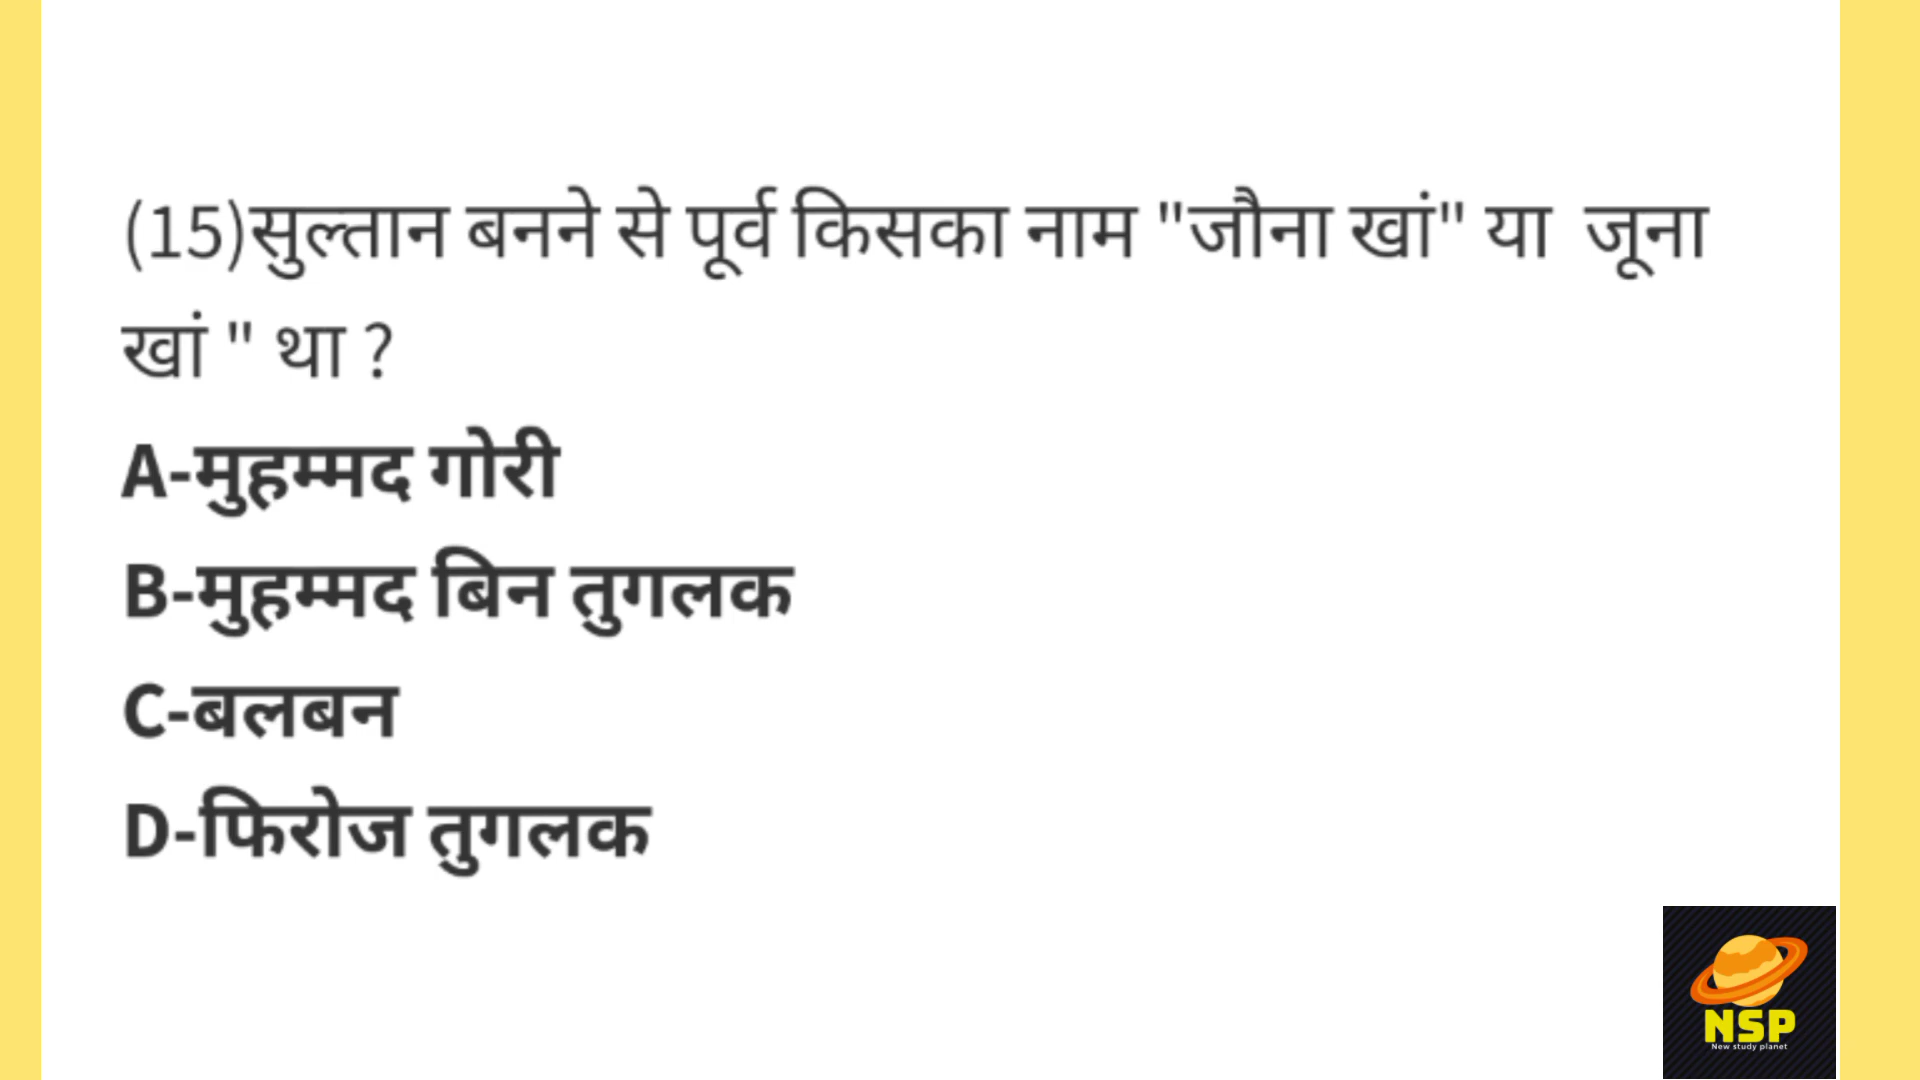 (15)सुल्तान बनने से पूर्व किसका नाम "जौना खां" या  जूना
खां " था ?
A-मुहम्मद गोरी
B-मुहम्मद बिन तुगलक
C-बलबन
D-फिरोज तुगलक
NSP
New study planet